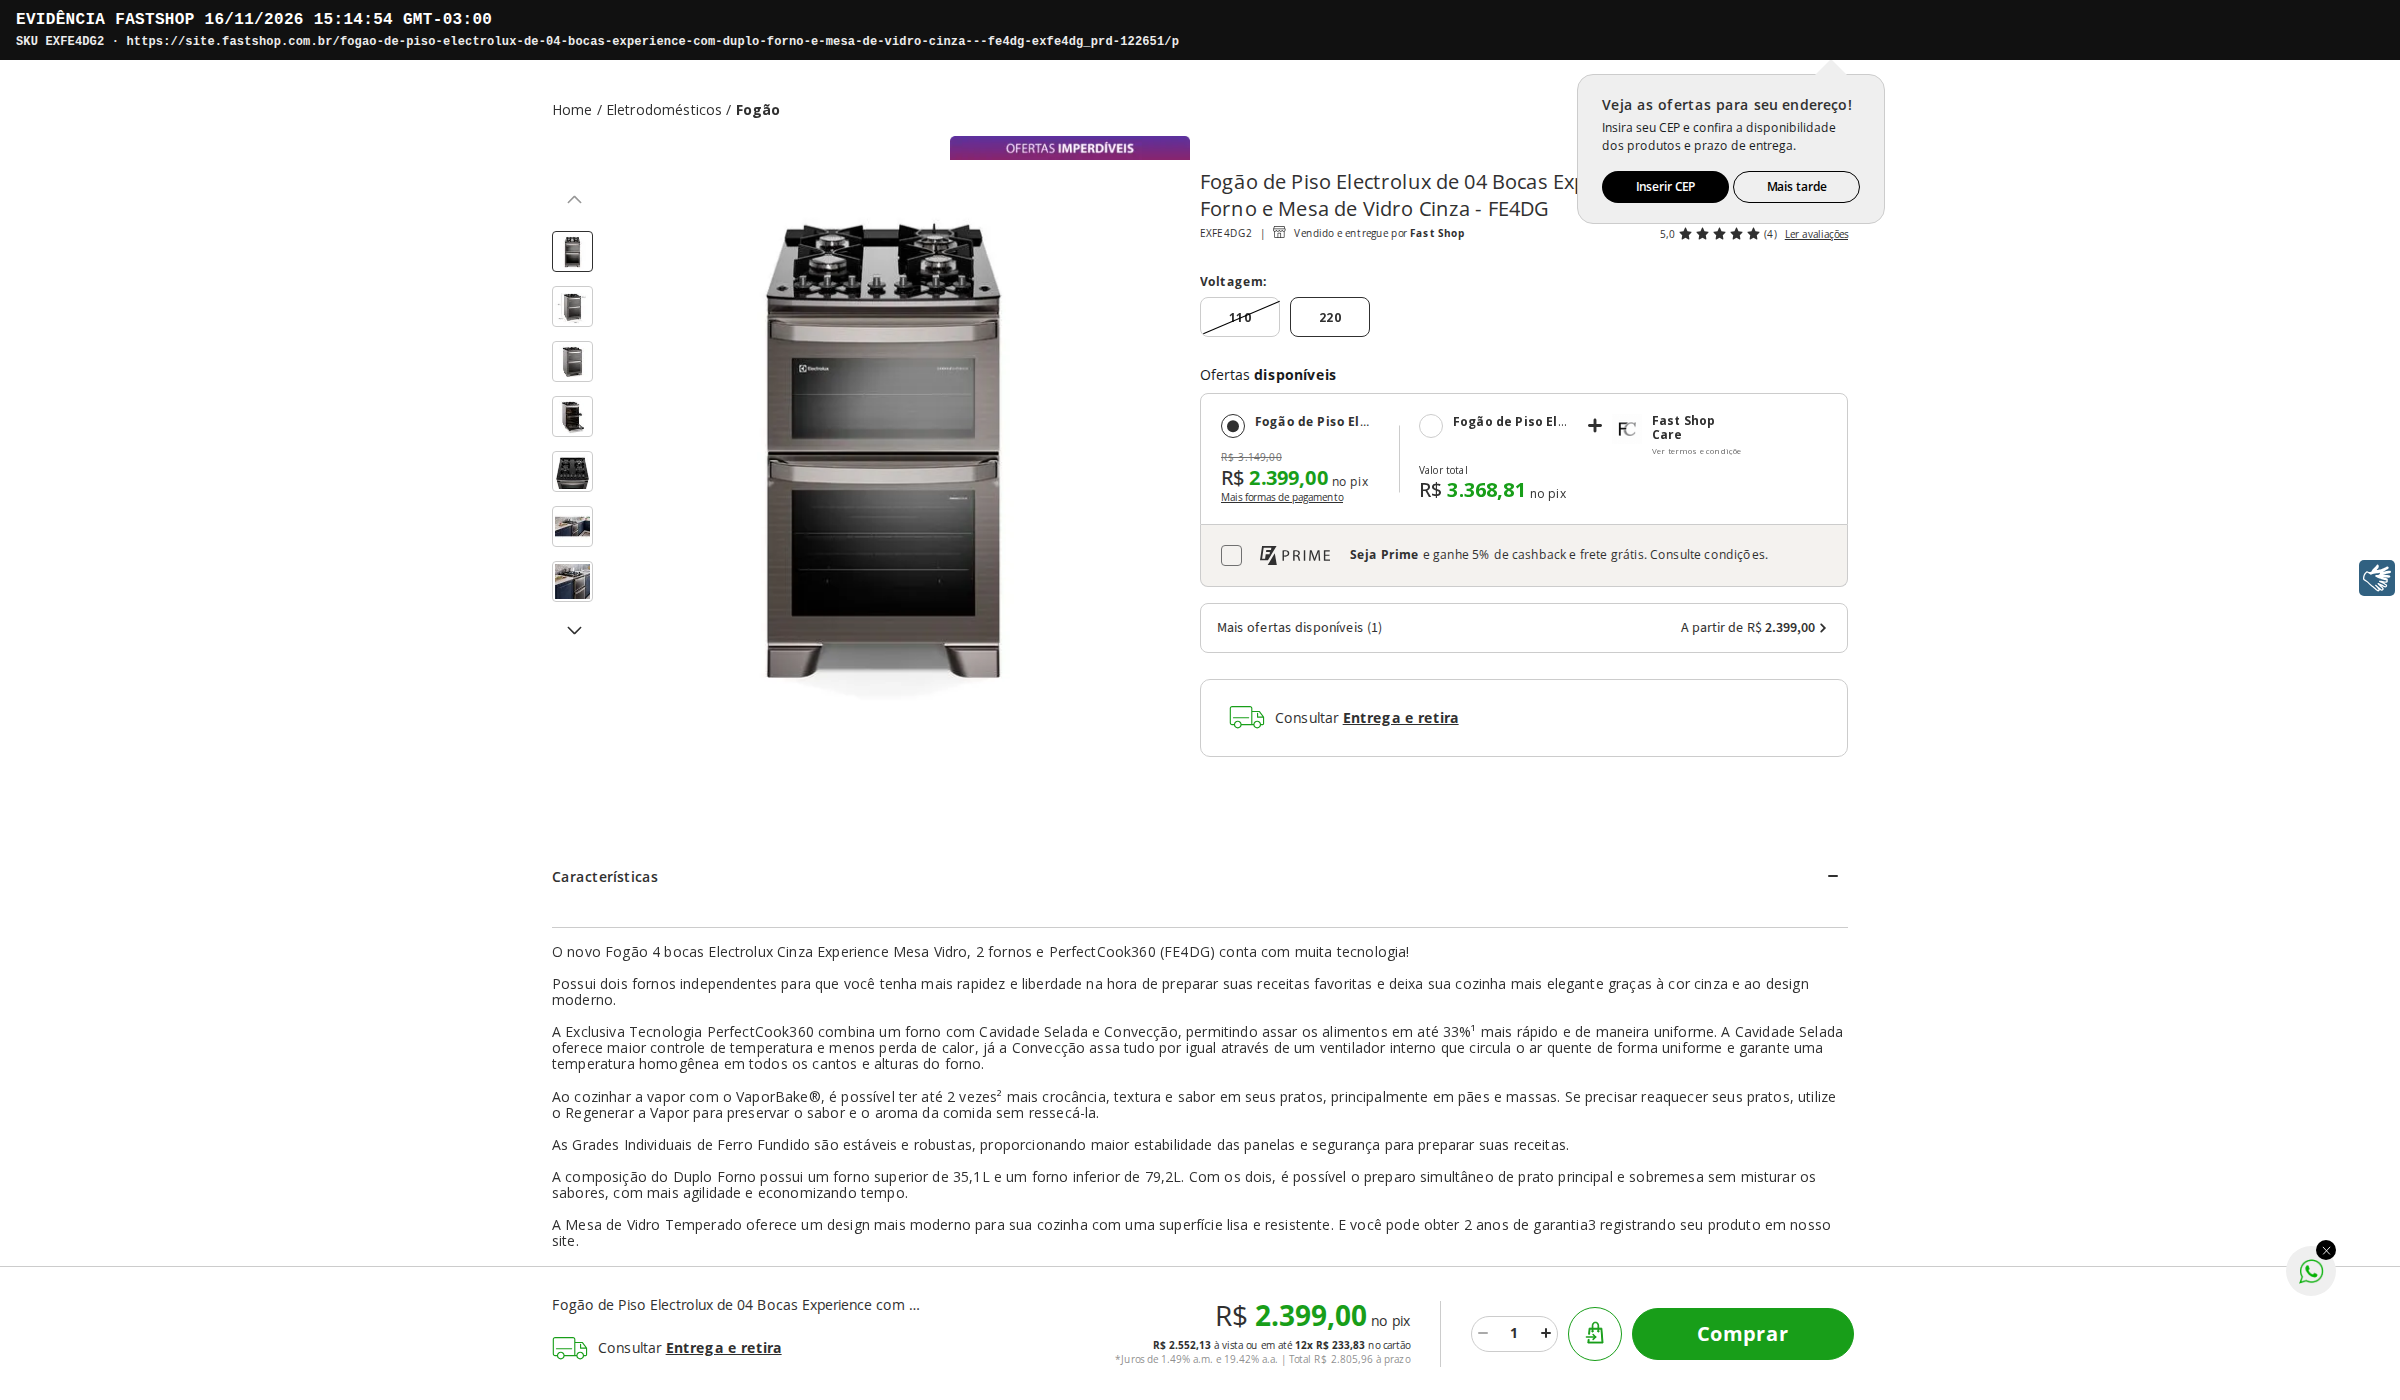 EVIDÊNCIA FASTSHOP 16/11/2026 15:14:54 GMT-03:00
SKU EXFE4DG2 · https://site.fastshop.com.br/fogao-de-piso-electrolux-de-04-bocas-experience-com-duplo-forno-e-mesa-de-vidro-cinza---fe4dg-exfe4dg_prd-122651/p
Home / Eletrodomésticos / Fogão
Veja as ofertas para seu endereço!
Insira seu CEP e confira a disponibilidade
dos produtos e prazo de entrega.
Inserir CEP
Mais tarde
OFERTAS IMPERDÍVEIS
Fogão de Piso Electrolux de 04 Bocas Exp
Forno e Mesa de Vidro Cinza - FE4DG
EXFE4DG2 | Vendido e entregue por Fast Shop
5,0 (4) Ler avaliações
Voltagem:
110
220
Ofertas disponíveis
Fogão de Piso El...
R$ 3.149,00
R$ 2.399,00 no pix
Mais formas de pagamento
Fogão de Piso El...
+
FC
Fast Shop
Care
Ver termos e condiçõe
Valor total
R$ 3.368,81 no pix
PRIME
Seja Prime e ganhe 5% de cashback e frete grátis. Consulte condições.
Mais ofertas disponíveis (1)
A partir de R$ 2.399,00
Consultar Entrega e retira
Electrolux
Características
O novo Fogão 4 bocas Electrolux Cinza Experience Mesa Vidro, 2 fornos e PerfectCook360 (FE4DG) conta com muita tecnologia!
Possui dois fornos independentes para que você tenha mais rapidez e liberdade na hora de preparar suas receitas favoritas e deixa sua cozinha mais elegante graças à cor cinza e ao design
moderno.
A Exclusiva Tecnologia PerfectCook360 combina um forno com Cavidade Selada e Convecção, permitindo assar os alimentos em até 33%¹ mais rápido e de maneira uniforme. A Cavidade Selada
oferece maior controle de temperatura e menos perda de calor, já a Convecção assa tudo por igual através de um ventilador interno que circula o ar quente de forma uniforme e garante uma
temperatura homogênea em todos os cantos e alturas do forno.
Ao cozinhar a vapor com o VaporBake®, é possível ter até 2 vezes² mais crocância, textura e sabor em seus pratos, principalmente em pães e massas. Se precisar reaquecer seus pratos, utilize
o Regenerar a Vapor para preservar o sabor e o aroma da comida sem ressecá-la.
As Grades Individuais de Ferro Fundido são estáveis e robustas, proporcionando maior estabilidade das panelas e segurança para preparar suas receitas.
A composição do Duplo Forno possui um forno superior de 35,1L e um forno inferior de 79,2L. Com os dois, é possível o preparo simultâneo de prato principal e sobremesa sem misturar os
sabores, com mais agilidade e economizando tempo.
A Mesa de Vidro Temperado oferece um design mais moderno para sua cozinha com uma superfície lisa e resistente. E você pode obter 2 anos de garantia3 registrando seu produto em nosso
site.
Fogão de Piso Electrolux de 04 Bocas Experience com ...
Consultar Entrega e retira
R$ 2.399,00 no pix
R$ 2.552,13 à vista ou em até 12x R$ 233,83 no cartão
*Juros de 1.49% a.m. e 19.42% a.a. | Total R$ 2.805,96 à prazo
− 1 +
Comprar